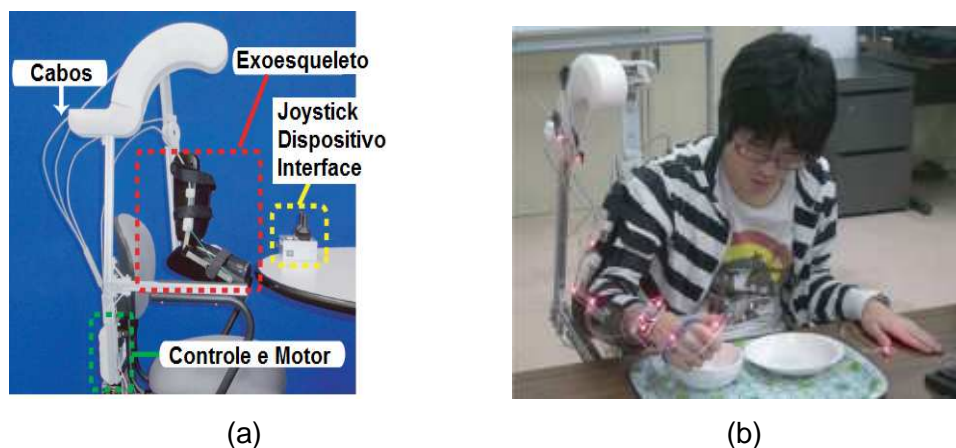 Cabos
Exoesqueleto
Joystick
Dispositivo
Interface
Controle e Motor
(a)
(b)